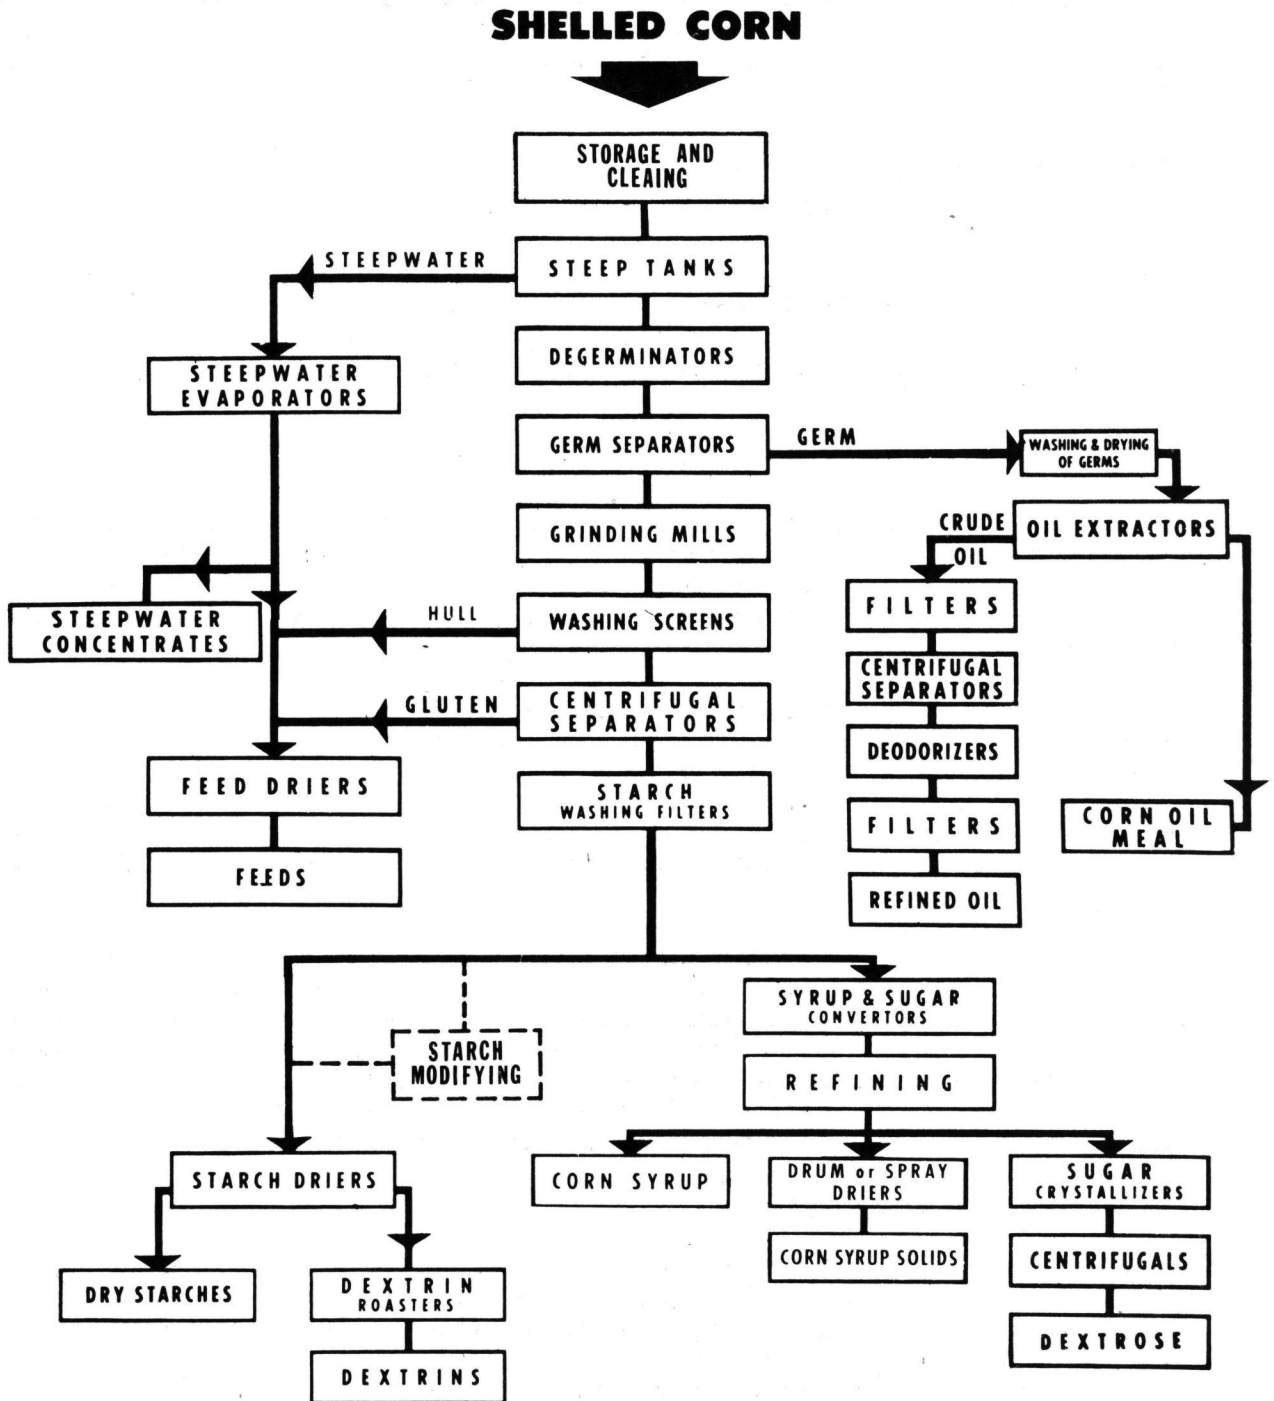 SHELLED CORN
STORAGE AND
CLEAING
STEEPWATER
STEEP TANKS
DEGERMINATORS
STEEPWATER
EVAPORATORS
GERM SEPARATORS
GERM
WASHING & DRYING
OF GERMS
GRINDING MILLS
CRUDE
OIL
OIL EXTRACTORS
STEEPWATER
CONCENTRATES
HULL
WASHING SCREENS
FILTERS
GLUTEN
CENTRIFUGAL
SEPARATORS
CENTRIFUGAL
SEPARATORS
DEODORIZERS
FEED DRIERS
STARCH
WASHING FILTERS
FILTERS
CORN OIL
MEAL
FEEDS
REFINED OIL
SYRUP & SUGAR
CONVERTORS
STARCH
MODIFYING
REFINING
STARCH DRIERS
CORN SYRUP
DRUM or SPRAY
DRIERS
SUGAR
CRYSTALLIZERS
DRY STARCHES
DEXTRIN
ROASTERS
CORN SYRUP SOLIDS
CENTRIFUGALS
DEXTRINS
DEXTROSE